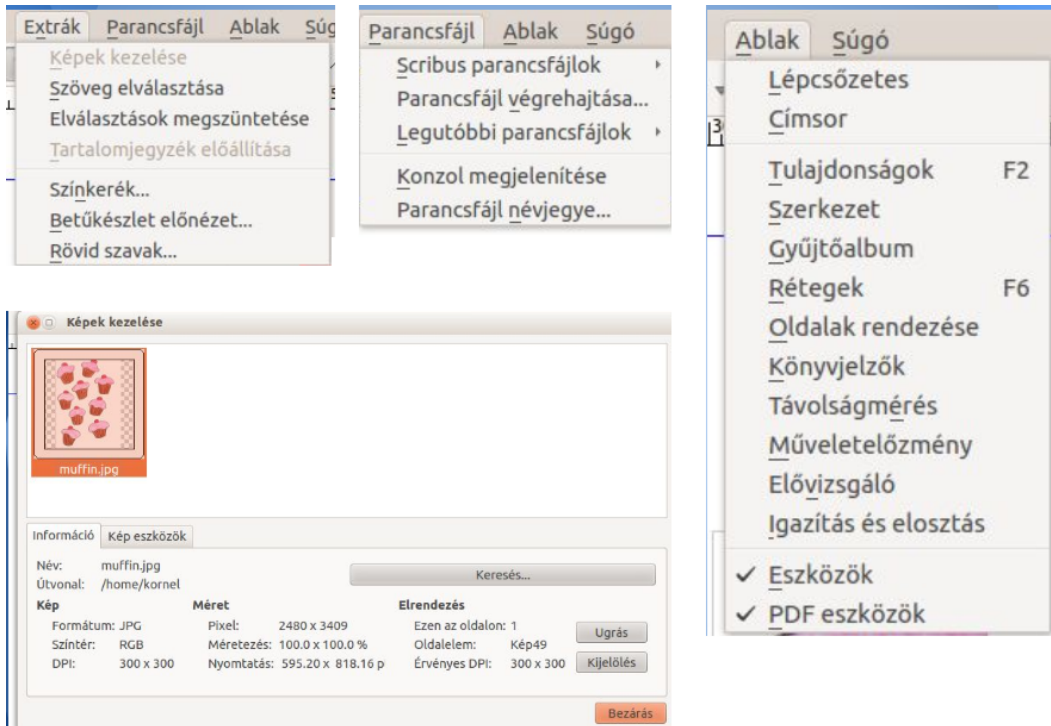 Extrák Parancsfájl Ablak
Képek kezelése
Szöveg elválasztása
Elválasztások megszüntetése
Tartalomjegyzék előállítása
Színkerék...
Betűkészlet előnézet...
Rövid szavak...
Parancsfájl Ablak Súgó
Scribus parancsfájlok
Parancsfájl végrehajtása...
Legutóbbi parancsfájlok
Konzol megjelenítése
Parancsfájl névjegye...
Ablak Súgó
Lépcsőzetes
Címsor
Tulajdonságok F2
Szerkezet
Gyűjtőalbum
Rétegek F6
Oldalak rendezése
Könyvjelzők
Távolságmérés
Műveletelőzmény
Elővizsgáló
Igazítás és elosztás
Eszközök
PDF eszközök
Képek kezelése
muffin.jpg
Információ Kép eszközök
Név: muffin.jpg
Keresés...
Útvonal: /home/kornel
Kép Méret Elrendezés
Formátum: JPG Pixel: 2480 x 3409 Ezen az oldalon: 1
Ugrás
Színtér: RGB Méretezés: 100.0 x 100.0 % Oldalelem: Kép49
DPI: 300 x 300 Nyomtatás: 595.20 x 818.16 p Érvényes DPI: 300 x 300 Kijelölés
Bezárás